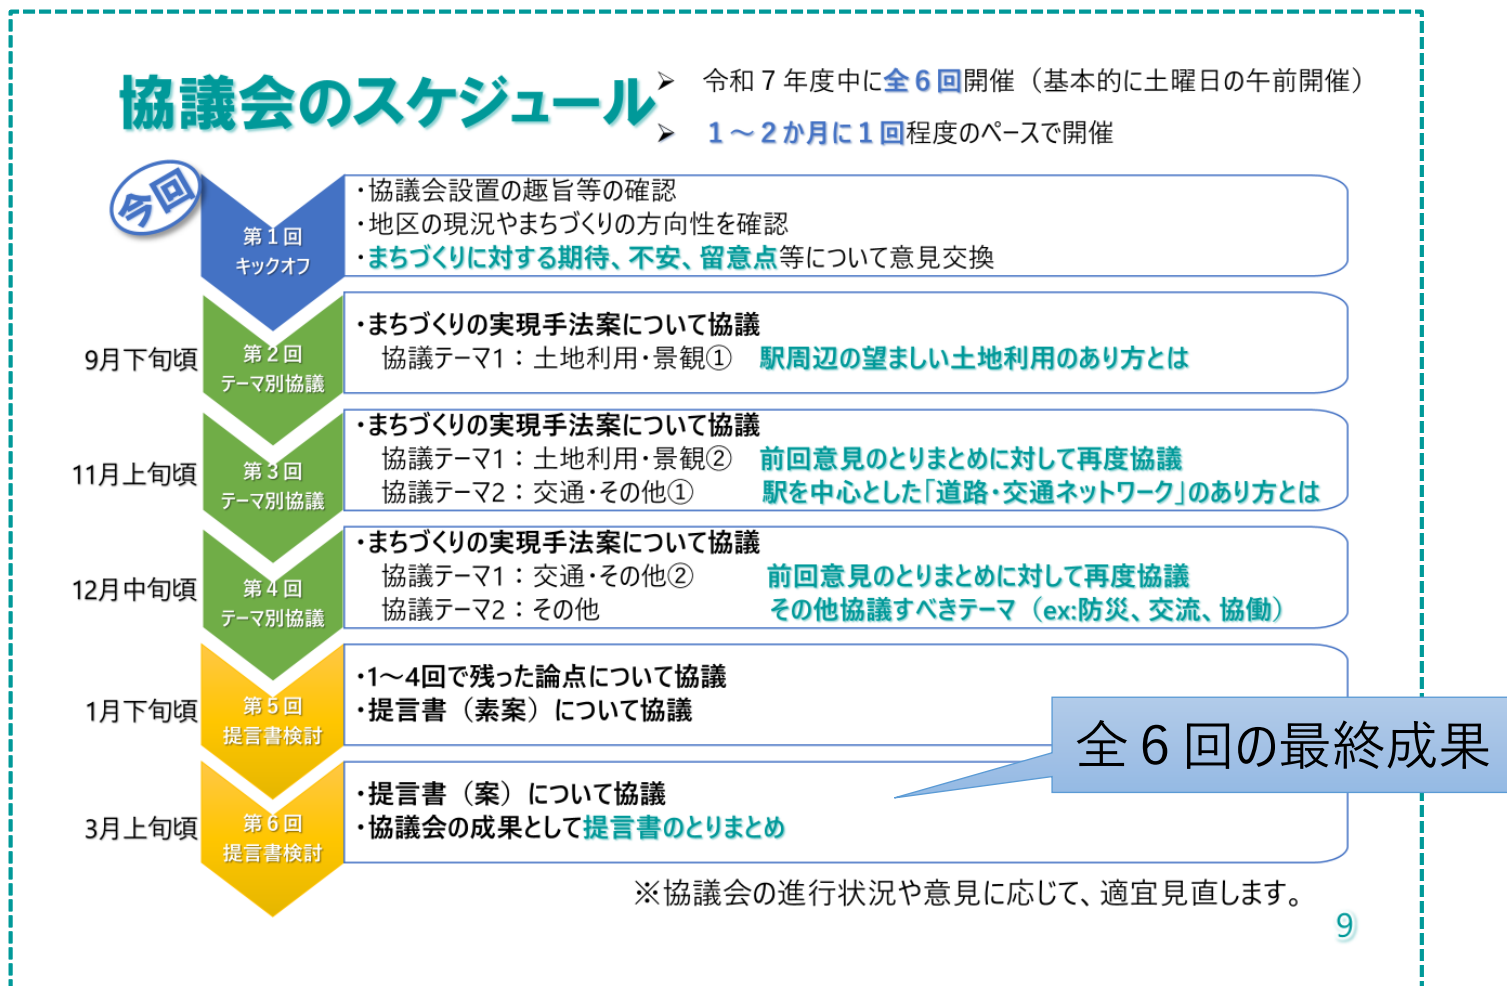 協議会のスケジュール
➢ 令和７年度中に全６回開催（基本的に土曜日の午前開催）
➢ １～２か月に１回程度のペースで開催
今回
第１回
キックオフ
・協議会設置の趣旨等の確認
・地区の現況やまちづくりの方向性を確認
・まちづくりに対する期待、不安、留意点等について意見交換
9月下旬頃
第２回
テーマ別協議
・まちづくりの実現手法案について協議
協議テーマ1：土地利用・景観① 駅周辺の望ましい土地利用のあり方とは
11月上旬頃
第３回
テーマ別協議
・まちづくりの実現手法案について協議
協議テーマ1：土地利用・景観② 前回意見のとりまとめに対して再度協議
協議テーマ2：交通・その他① 駅を中心とした「道路・交通ネットワーク」のあり方とは
12月中旬頃
第４回
テーマ別協議
・まちづくりの実現手法案について協議
協議テーマ1：交通・その他② 前回意見のとりまとめに対して再度協議
協議テーマ2：その他 その他協議すべきテーマ（ex:防災、交流、協働）
1月下旬頃
第５回
提言書検討
・1～4回で残った論点について協議
・提言書（素案）について協議
全６回の最終成果
3月上旬頃
第６回
提言書検討
・提言書（案）について協議
・協議会の成果として提言書のとりまとめ
※協議会の進行状況や意見に応じて、適宜見直します。
9